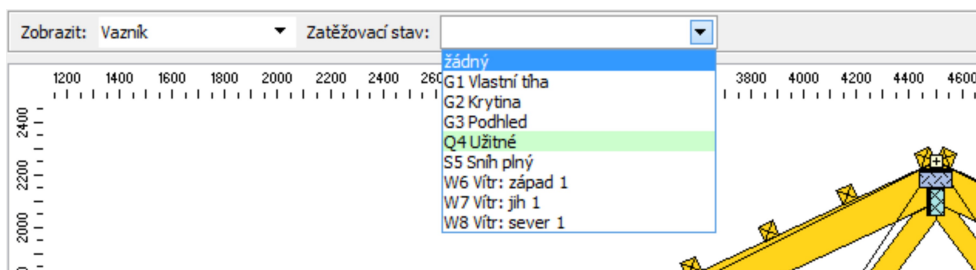 Zobrazit: Vazník Zatěžovací stav:
žádný
G1 Vlastní tíha
G2 Krytina
G3 Podhled
Q4 Užitné
S5 Sníh plný
W6 Vítr: západ 1
W7 Vítr: jih 1
W8 Vítr: sever 1
1200 1400 1600 1800 2000 2200 2400 3800 4000 4200 4400 4600
2400
2200
2000